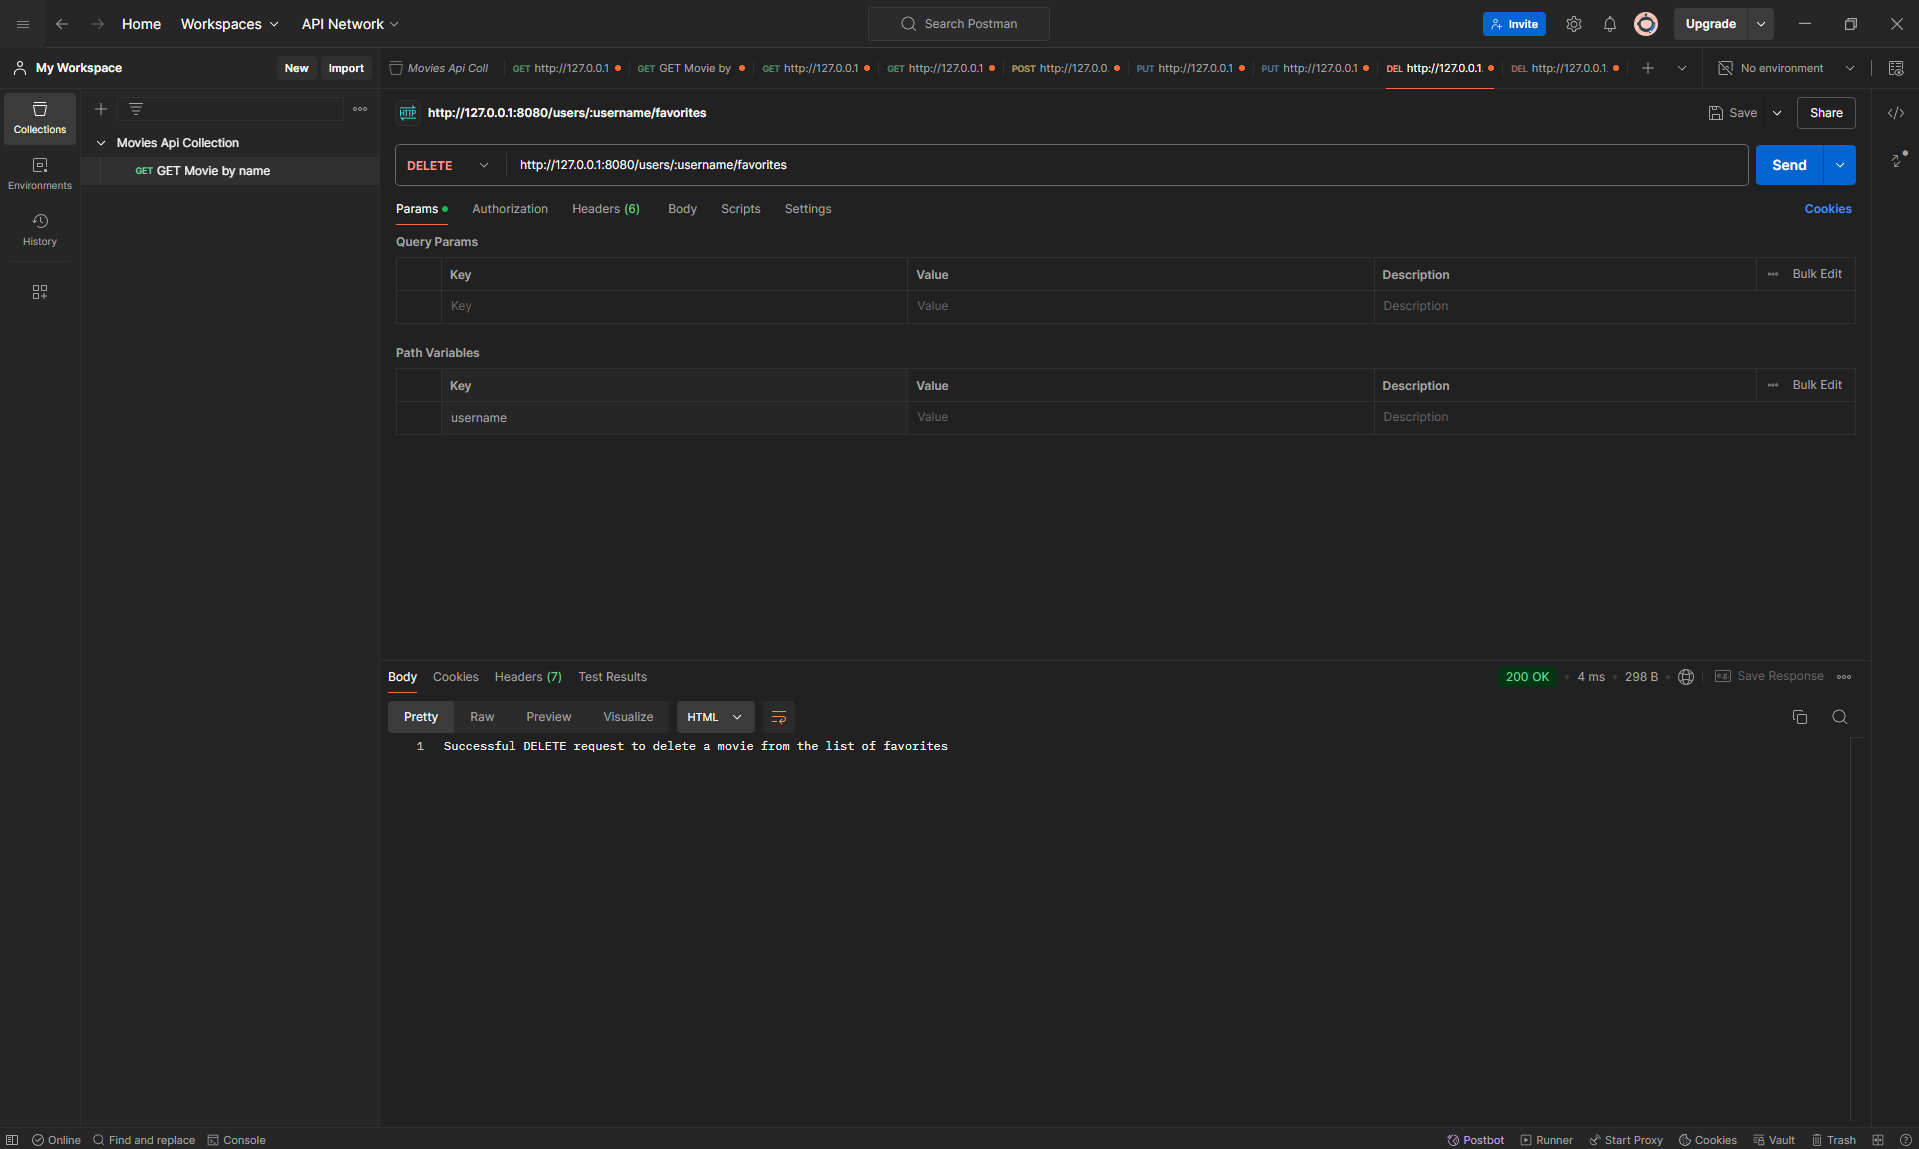 Home Workspaces API Network Search Postman Invite Upgrade
My Workspace New Import Movies Api Coll GET http://127.0.0.1 GET GET Movie by GET http://127.0.0.1 GET http://127.0.0.1 POST http://127.0.0. PUT http://127.0.0.1 PUT http://127.0.0.1 DEL http://127.0.0.1. DEL http://127.0.0.1. No environment
Collections
Environments
History
Movies Api Collection
GET GET Movie by name
HTTP http://127.0.0.1:8080/users/:username/favorites Save Share
DELETE http://127.0.0.1:8080/users/:username/favorites Send
Params Authorization Headers (6) Body Scripts Settings Cookies
Query Params
Key Value Description Bulk Edit
Key Value Description
Path Variables
Key Value Description Bulk Edit
username Value Description
Body Cookies Headers (7) Test Results 200 OK 4 ms 298 B e.g. Save Response
Pretty Raw Preview Visualize HTML
1 Successful DELETE request to delete a movie from the list of favorites
Online Find and replace Console Postbot Runner Start Proxy Cookies Vault Trash